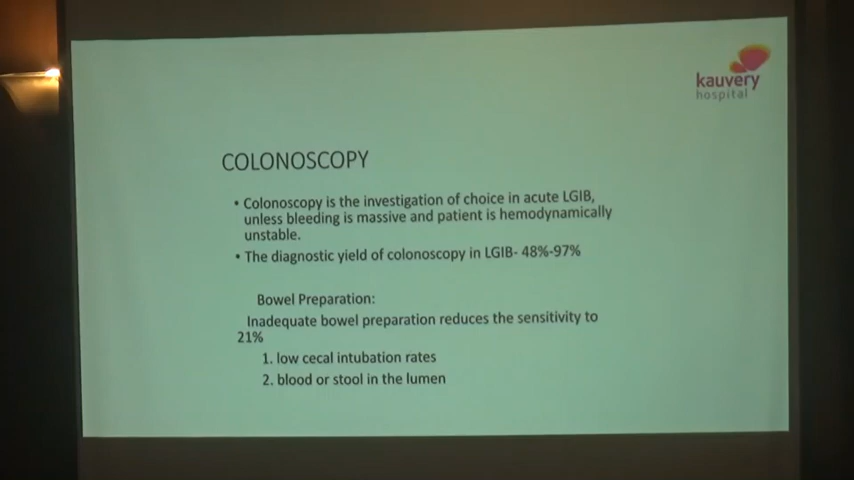 kauvery
hospital
COLONOSCOPY
• Colonoscopy is the investigation of choice in acute LGIB,
unless bleeding is massive and patient is hemodynamically
unstable.
• The diagnostic yield of colonoscopy in LGIB- 48%-97%
Bowel Preparation:
Inadequate bowel preparation reduces the sensitivity to
21%
1. low cecal intubation rates
2. blood or stool in the lumen